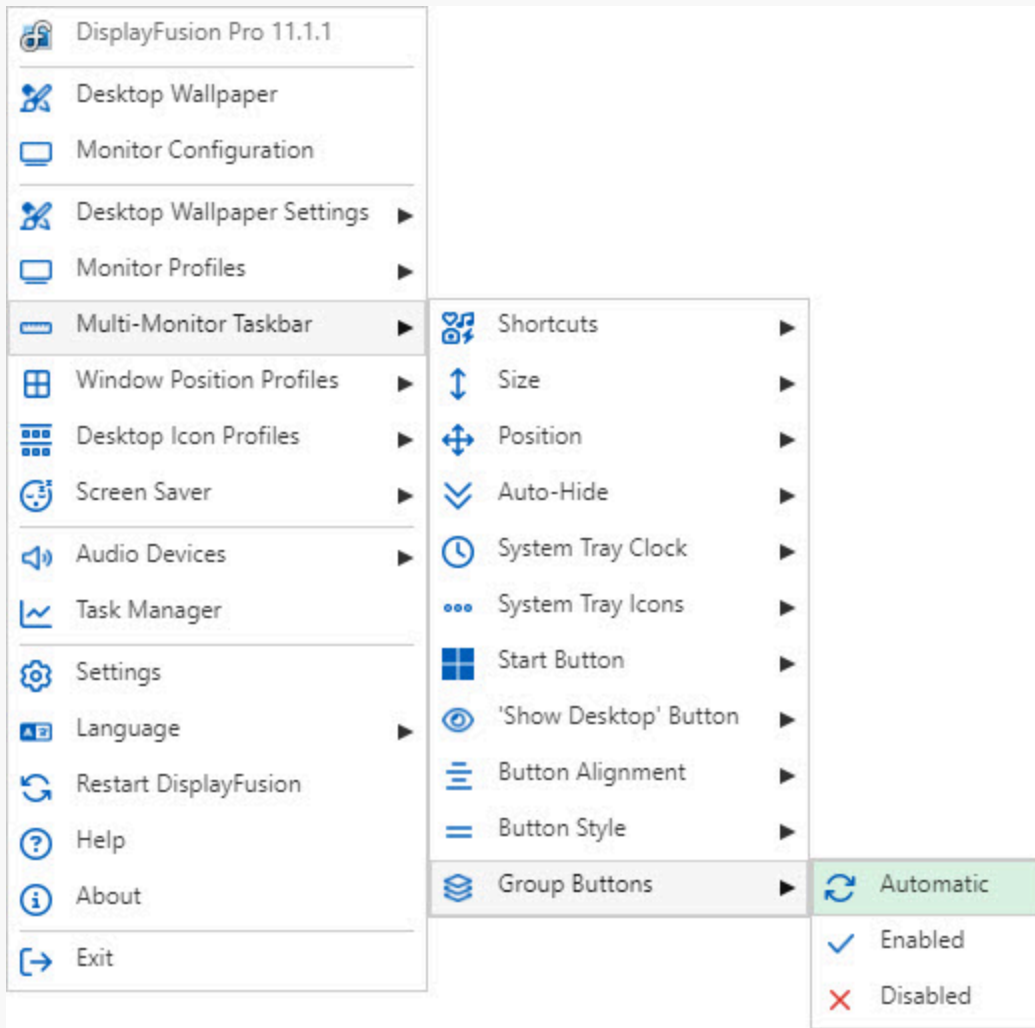 DisplayFusion Pro 11.1.1
Desktop Wallpaper
Monitor Configuration
Desktop Wallpaper Settings
Monitor Profiles
Multi-Monitor Taskbar
Window Position Profiles
Desktop Icon Profiles
Screen Saver
Audio Devices
Task Manager
Settings
Language
Restart DisplayFusion
Help
About
Exit
Shortcuts
Size
Position
Auto-Hide
System Tray Clock
System Tray Icons
Start Button
'Show Desktop' Button
Button Alignment
Button Style
Group Buttons
Automatic
Enabled
Disabled